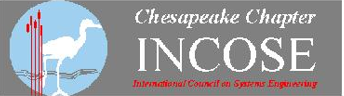 Chesapeake Chapter
INCOSE
International Council on Systems Engineering